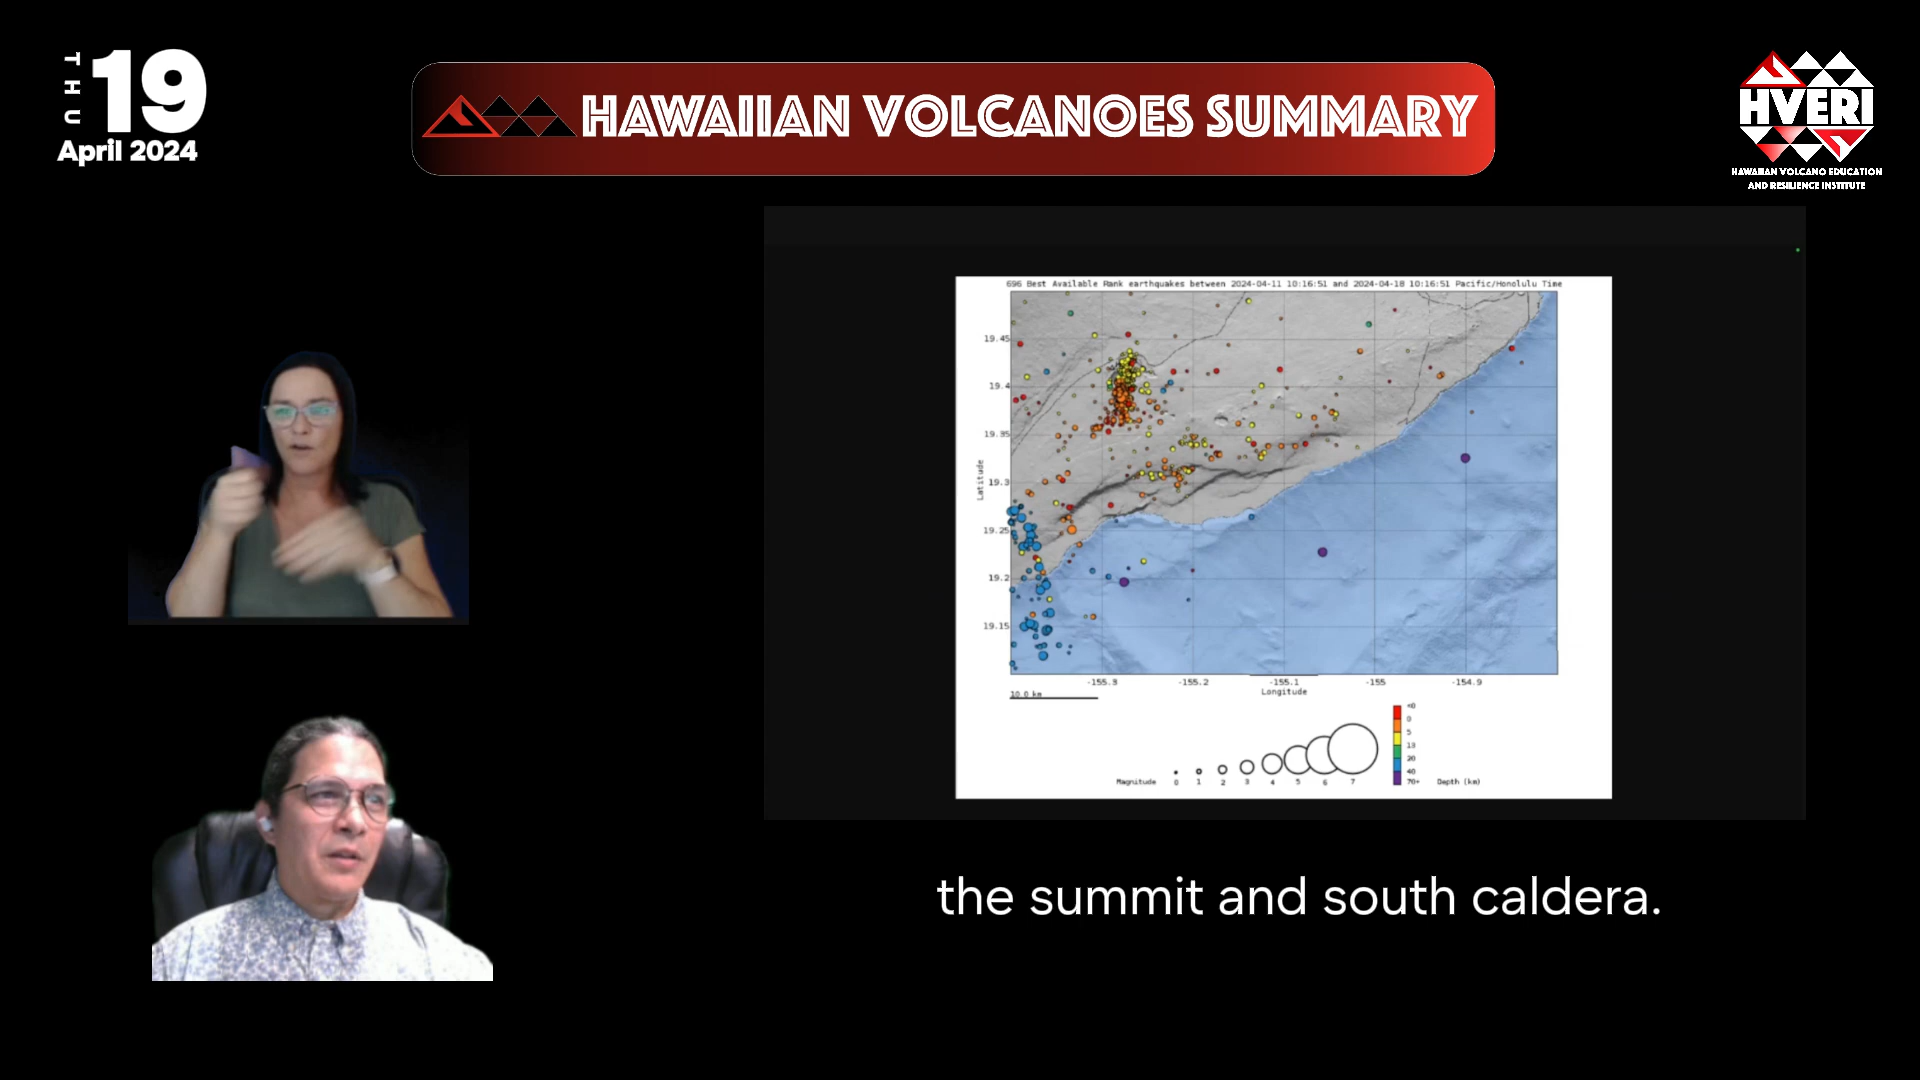 THU
19
April 2024
HAWAIIAN VOLCANOES SUMMARY
HVERI
HAWAIIAN VOLCANO EDUCATION
AND RESILIENCE INSTITUTE
696 Best Available Rank earthquakes between 2024-04-11 10:16:51 and 2024-04-18 10:16:51 Pacific/Honolulu Time
19.45
19.4
19.35
19.3
19.25
19.2
19.15
Latitude
-155.3
-155.2
-155.1
-155
-154.9
Longitude
10.0 km
Magnitude
0
1
2
3
4
5
6
7
<0
0
5
13
20
40
70+
Depth (km)
the summit and south caldera.